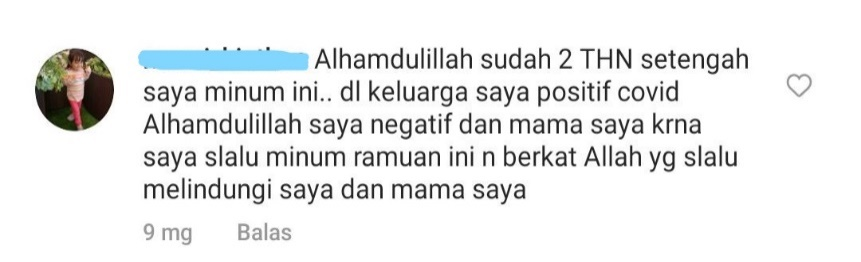 Alhamdulillah sudah 2 THN setengah
saya minum ini.. dl keluarga saya positif covid
Alhamdulillah saya negatif dan mama saya krna
saya slalu minum ramuan ini n berkat Allah yg slalu
melindungi saya dan mama saya
9 mg Balas